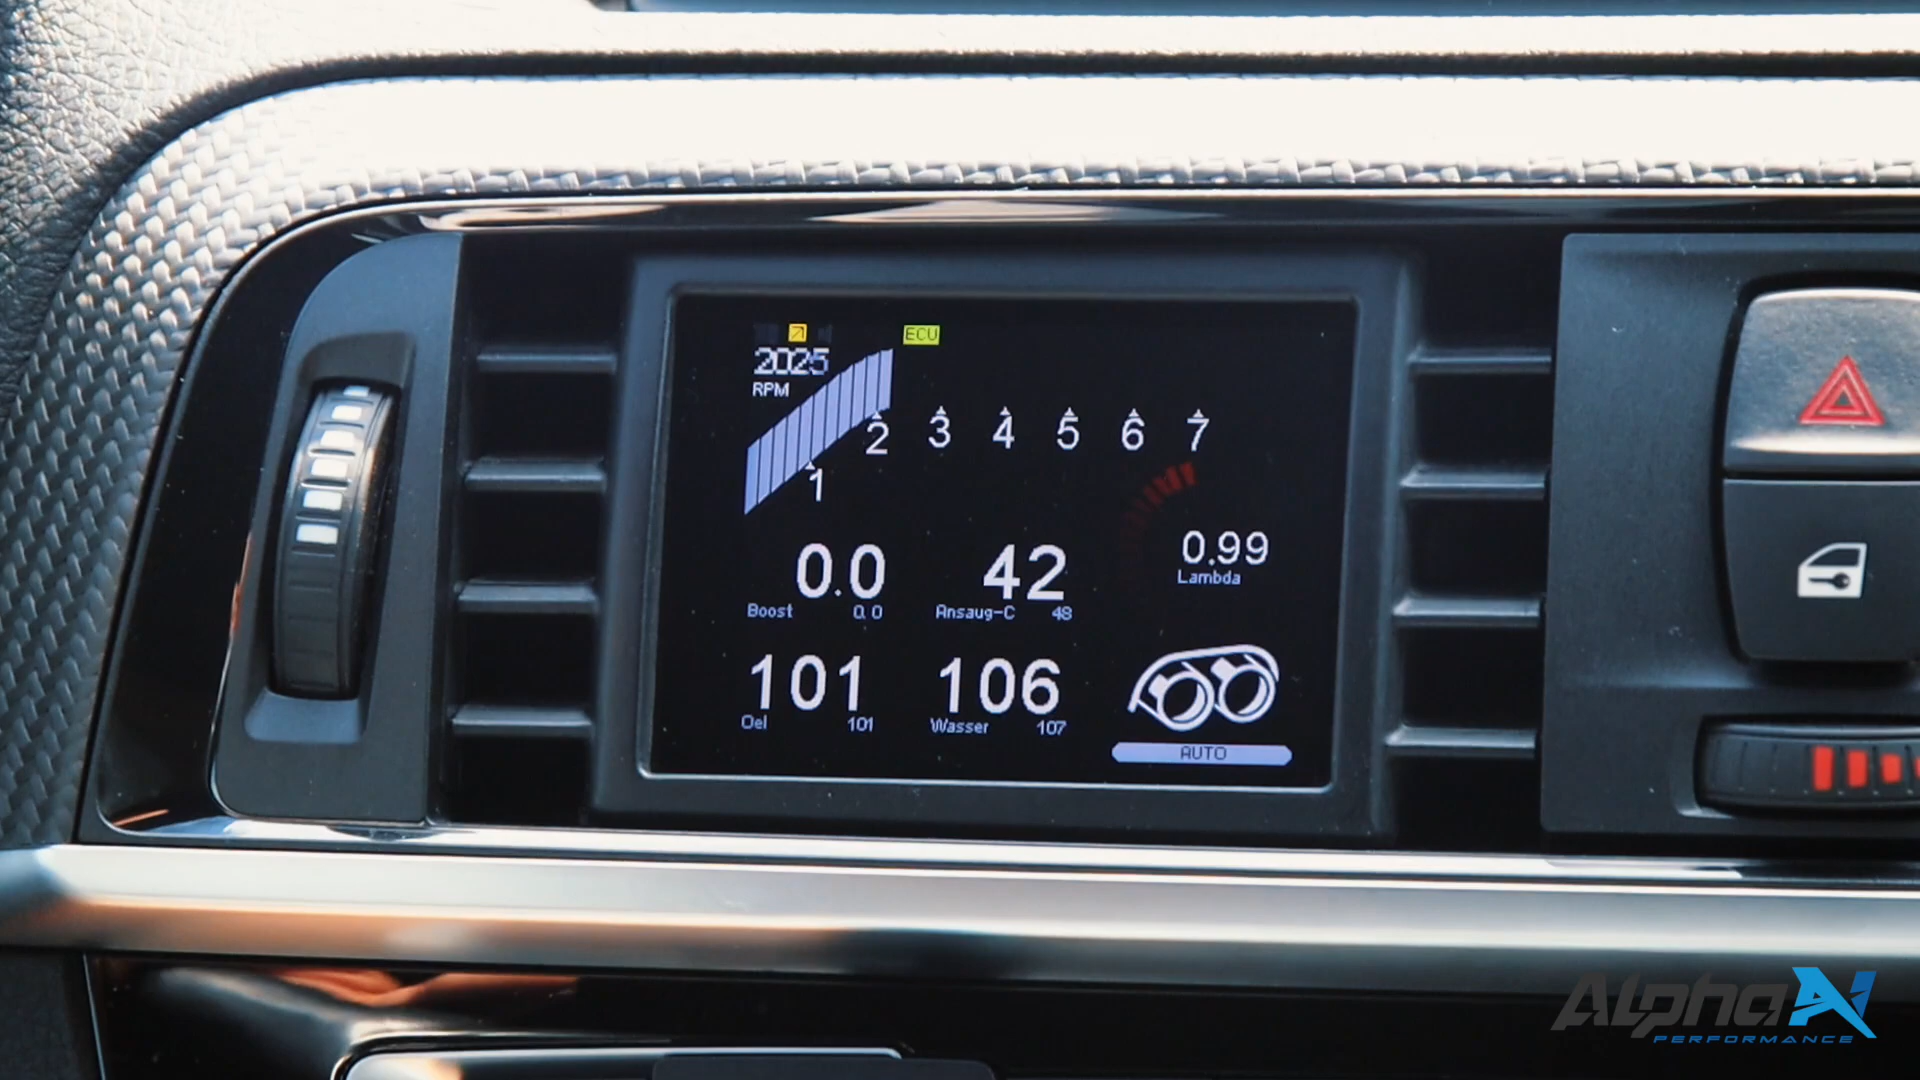 ECU
2025
RPM
1 2 3 4 5 6 7
0.0
Boost 0.0
42
Ansaug-C 48
0.99
Lambda
101
Oel 101
106
Wasser 107
AUTO
AlphaN
PERFORMANCE